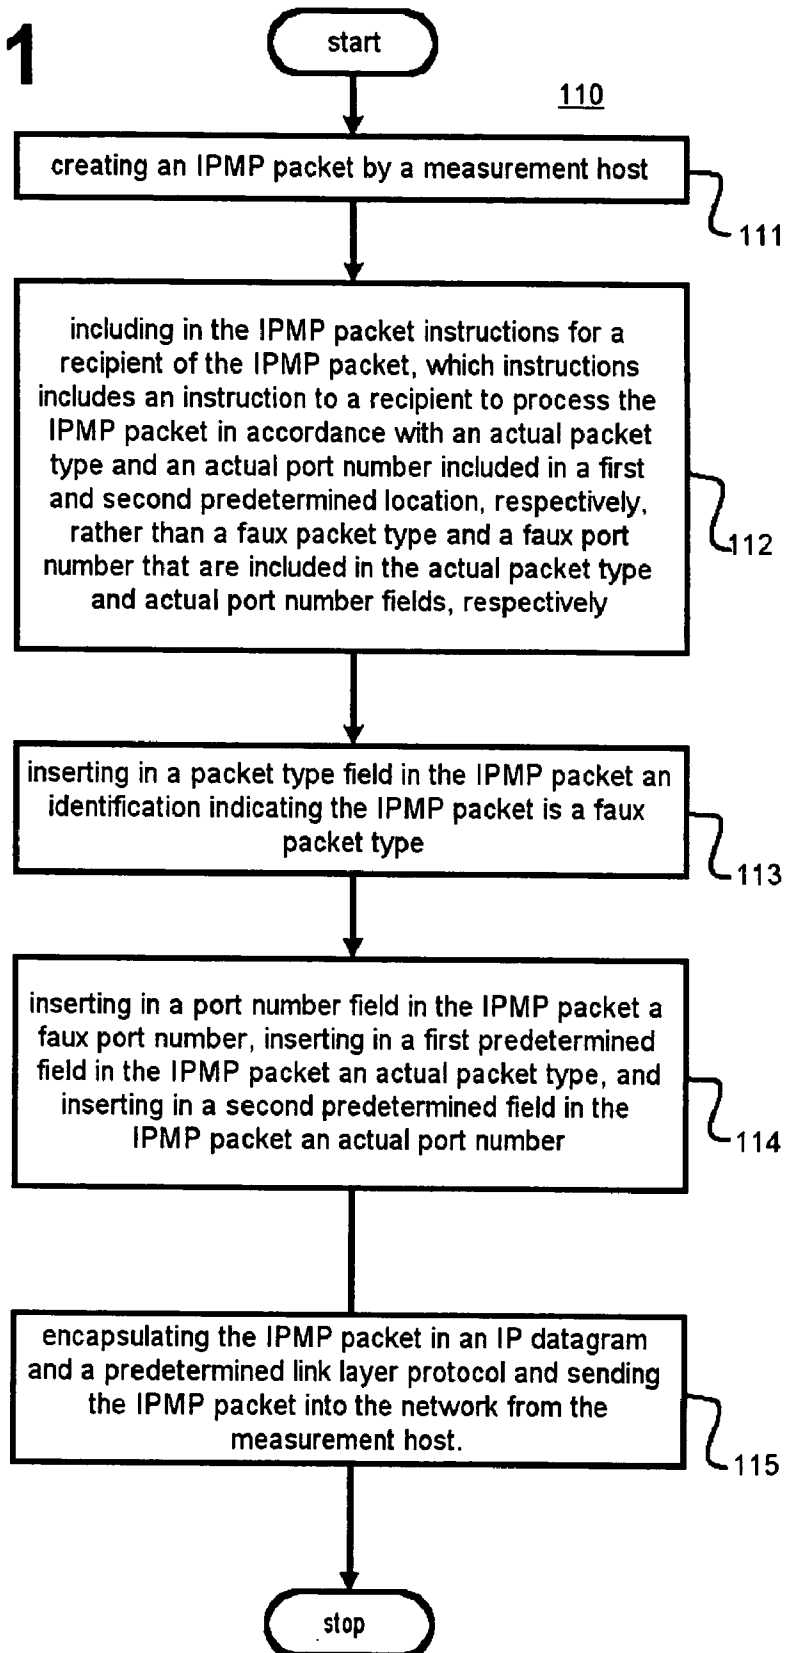 1
start
110
creating an IPMP packet by a measurement host
111
including in the IPMP packet instructions for a
recipient of the IPMP packet, which instructions
includes an instruction to a recipient to process the
IPMP packet in accordance with an actual packet
type and an actual port number included in a first
and second predetermined location, respectively,
rather than a faux packet type and a faux port
number that are included in the actual packet type
and actual port number fields, respectively
112
inserting in a packet type field in the IPMP packet an
identification indicating the IPMP packet is a faux
packet type
113
inserting in a port number field in the IPMP packet a
faux port number, inserting in a first predetermined
field in the IPMP packet an actual packet type, and
inserting in a second predetermined field in the
IPMP packet an actual port number
114
encapsulating the IPMP packet in an IP datagram
and a predetermined link layer protocol and sending
the IPMP packet into the network from the
measurement host.
115
stop